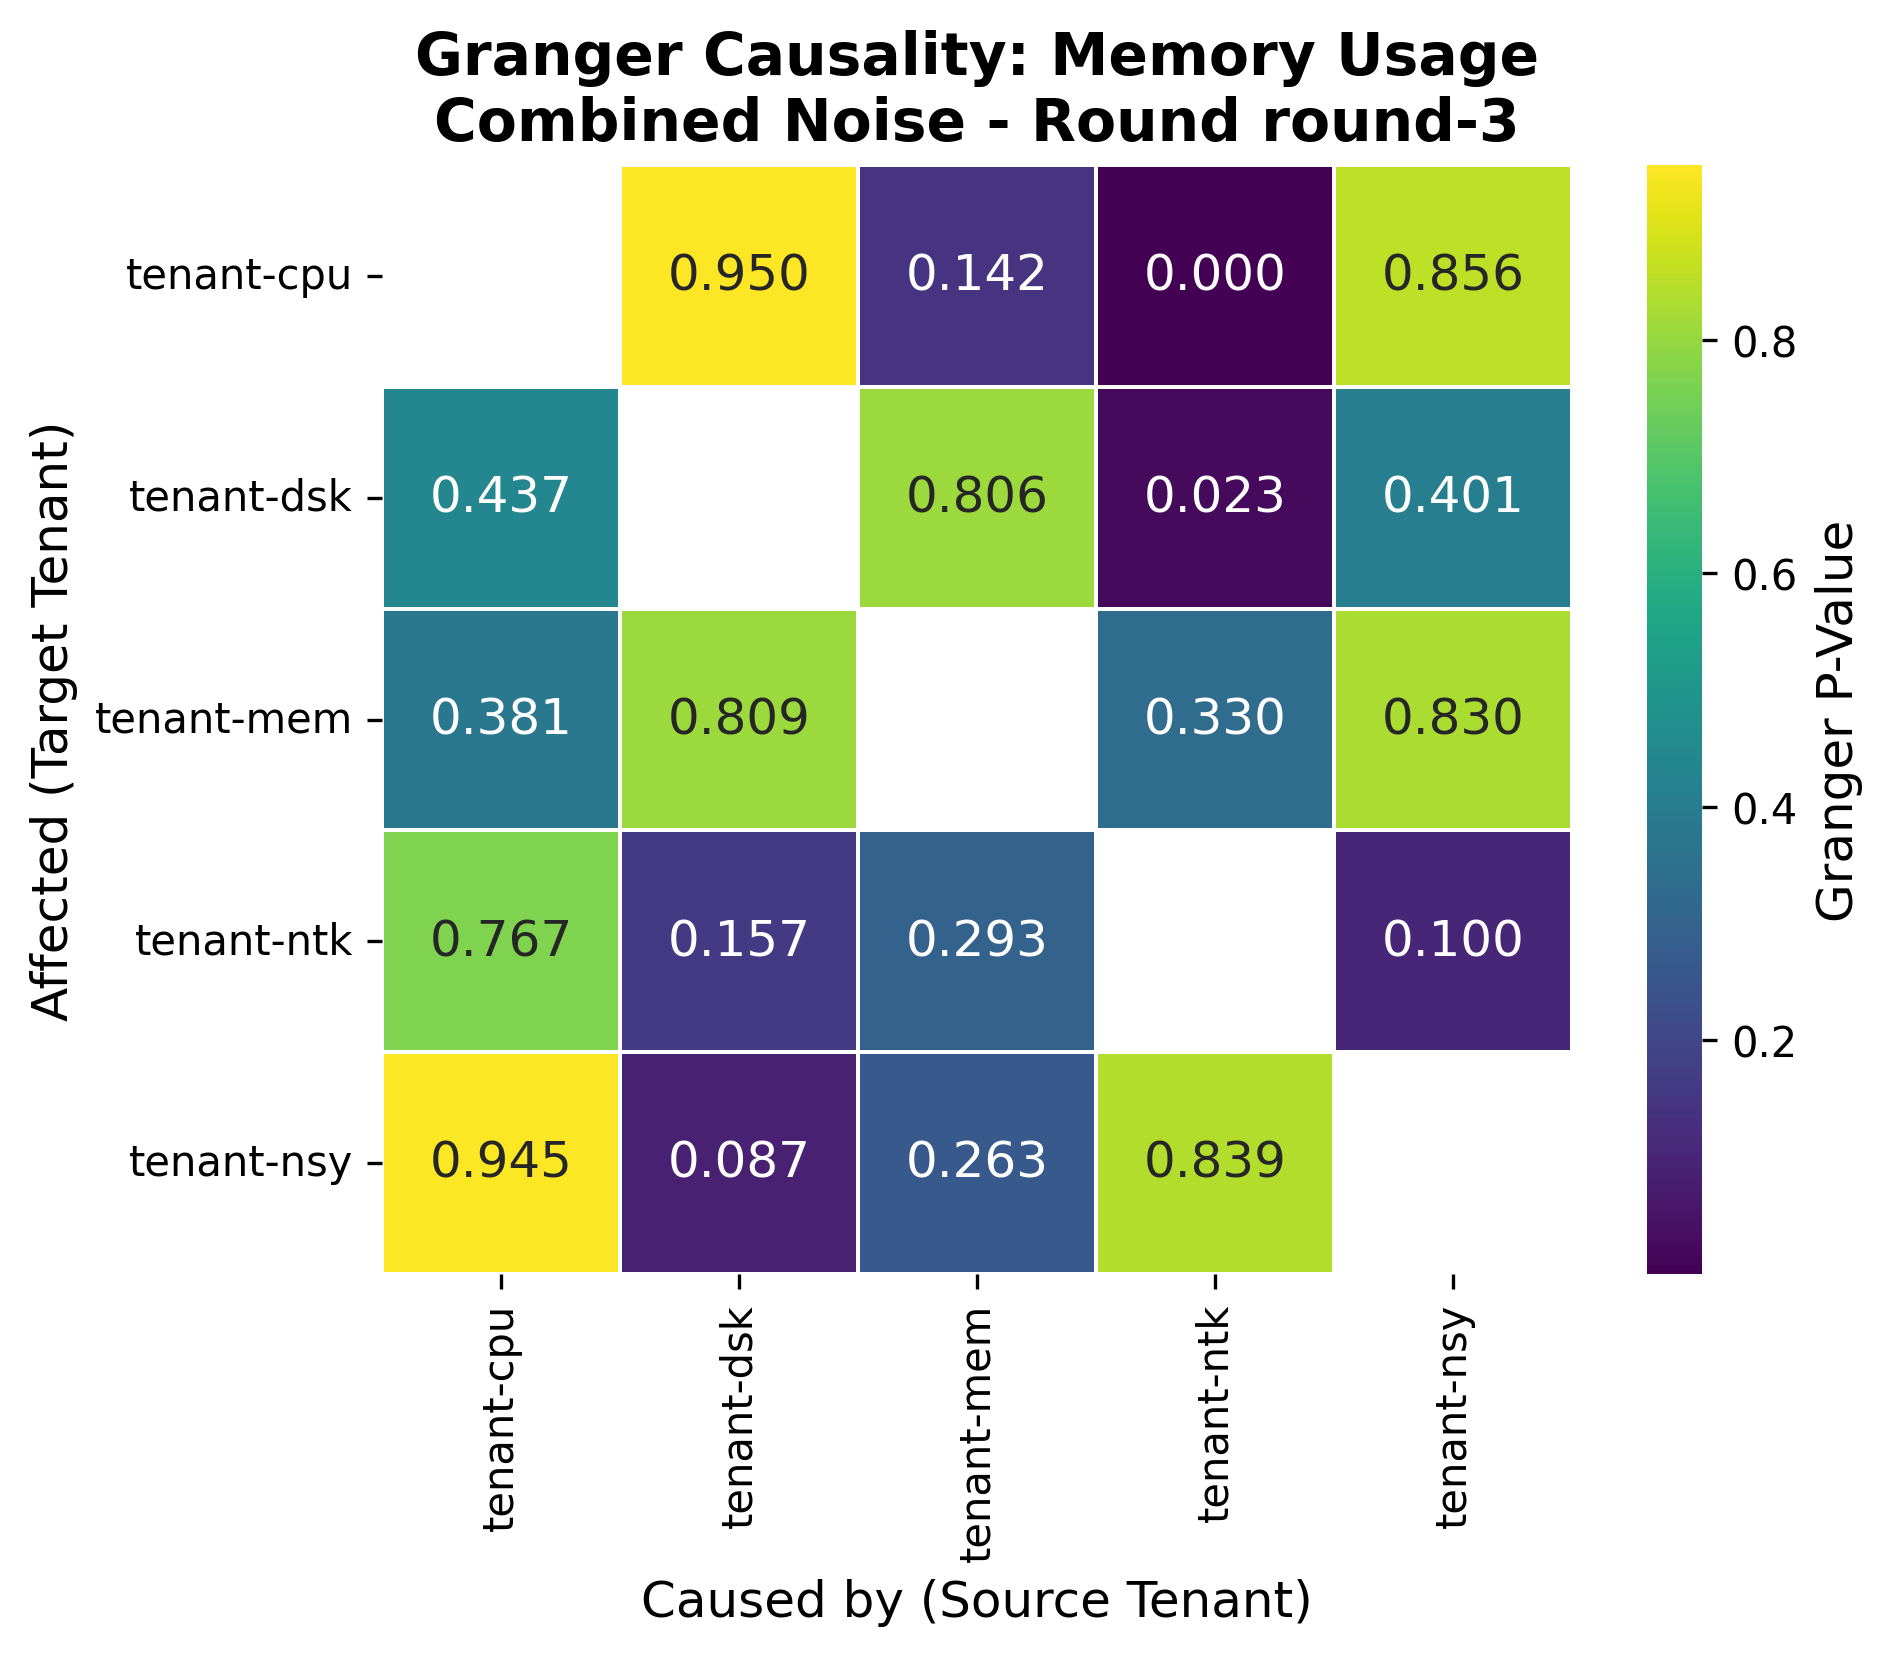 Granger Causality: Memory Usage
Combined Noise - Round round-3
tenant-cpu
0.950 0.142 0.000 0.856
tenant-dsk
0.437 0.806 0.023 0.401
tenant-mem
0.381 0.809 0.330 0.830
tenant-ntk
0.767 0.157 0.293 0.100
tenant-nsy
0.945 0.087 0.263 0.839
Affected (Target Tenant)
tenant-cpu
tenant-dsk
tenant-mem
tenant-ntk
tenant-nsy
Caused by (Source Tenant)
0.8
0.6
0.4
0.2
Granger P-Value